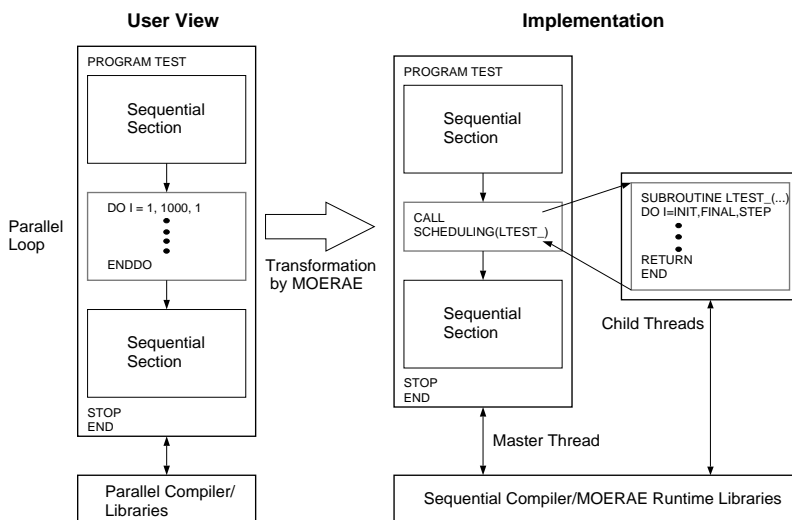 User View
PROGRAM TEST
Sequential
Section
Parallel
Loop
DO I = 1, 1000, 1
ENDDO
Sequential
Section
STOP
END
Parallel Compiler/
Libraries
Transformation
by MOERAE
Implementation
PROGRAM TEST
Sequential
Section
CALL
SCHEDULING(LTEST_)
Sequential
Section
STOP
END
Master Thread
SUBROUTINE LTEST_(...)
DO I=INIT,FINAL,STEP
RETURN
END
Child Threads
Sequential Compiler/MOERAE Runtime Libraries